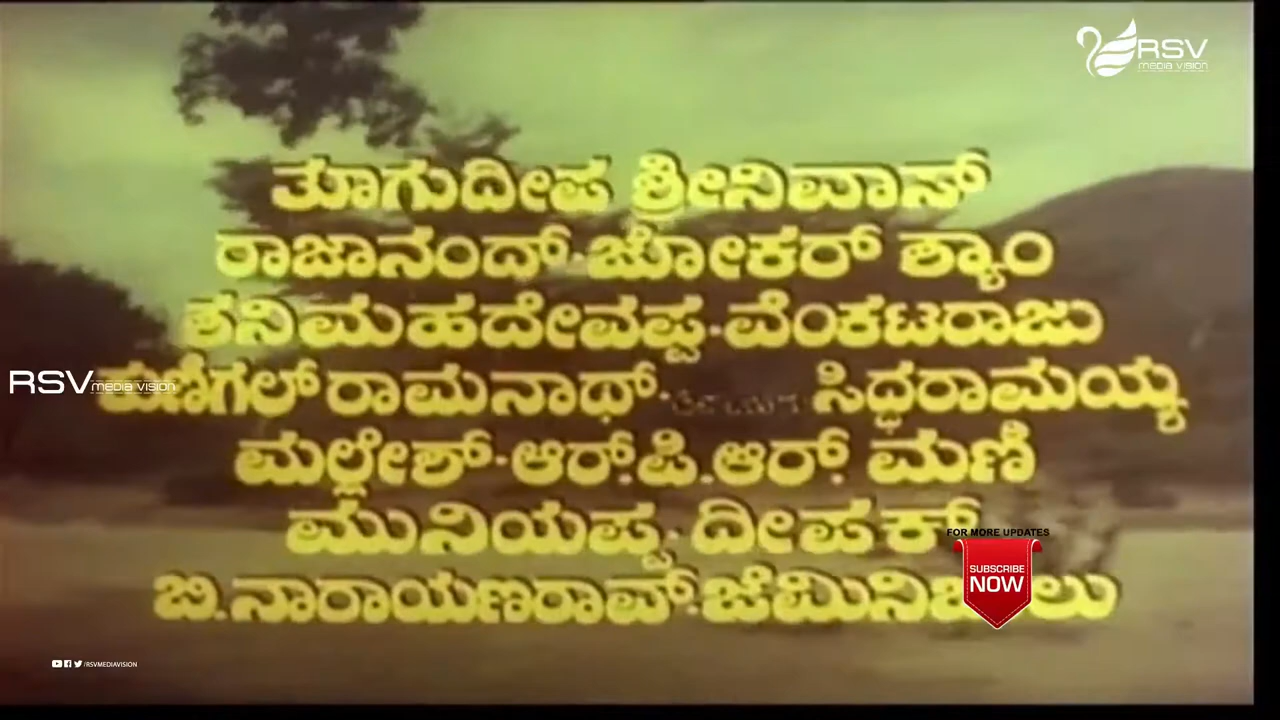 RSV
media vision
ತೂಗುದೀಪ ಶ್ರೀನಿವಾಸ್
ರಾಜಾನಂದ್·ಜೋಕರ್ ಶ್ಯಾಂ
ಶನಿಮಹದೇವಪ್ಪ·ವೆಂಕಟರಾಜು
RSV media vision
ರಾಮನಾಥ್· ಸಿದ್ಧರಾಮಯ್ಯ
ಮಲ್ಲೇಶ್·ಆರ್.ಪಿ.ಆರ್. ಮಣಿ
ಮುನಿಯಪ್ಪ·ದೀಪಕ್
FOR MORE UPDATES
SUBSCRIBE
NOW
ಬಿ.ನಾರಾಯಣರಾವ್·
/RSVMEDIAVISION